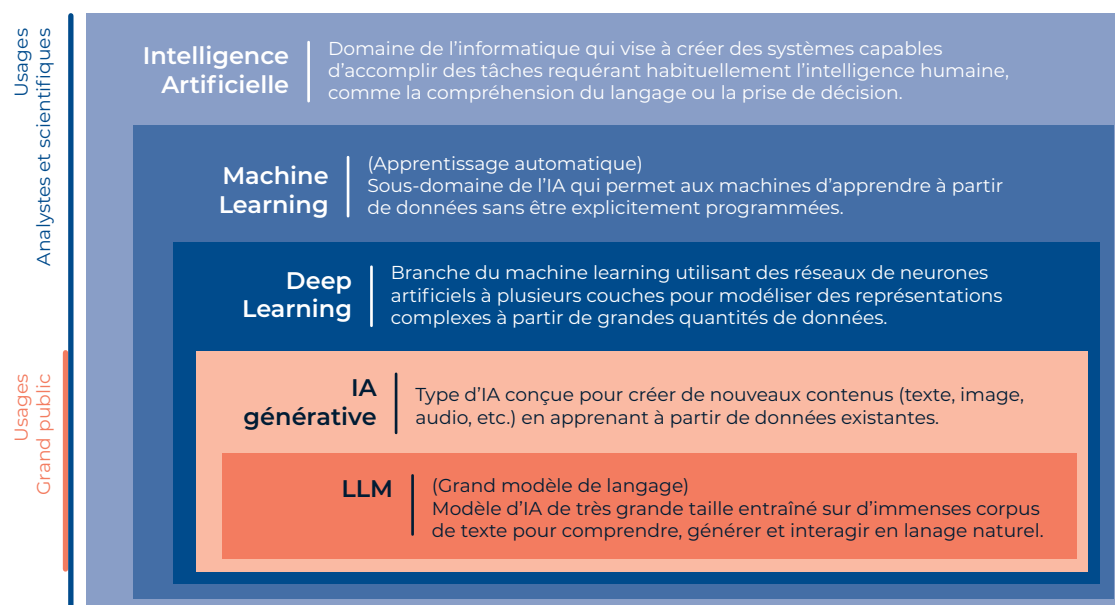 Usages
Analystes et scientifiques
Intelligence
Artificielle
Domaine de l'informatique qui vise à créer des systèmes capables
d'accomplir des tâches requérant habituellement l'intelligence humaine,
comme la compréhension du langage ou la prise de décision.
Machine
Learning
(Apprentissage automatique)
Sous-domaine de l'IA qui permet aux machines d'apprendre à partir
de données sans être explicitement programmées.
Deep
Learning
Branche du machine learning utilisant des réseaux de neurones
artificiels à plusieurs couches pour modéliser des représentations
complexes à partir de grandes quantités de données.
Usages
Grand public
IA
générative
Type d'IA conçue pour créer de nouveaux contenus (texte, image,
audio, etc.) en apprenant à partir de données existantes.
LLM
(Grand modèle de langage)
Modèle d'IA de très grande taille entraîné sur d'immenses corpus
de texte pour comprendre, générer et interagir en lanage naturel.